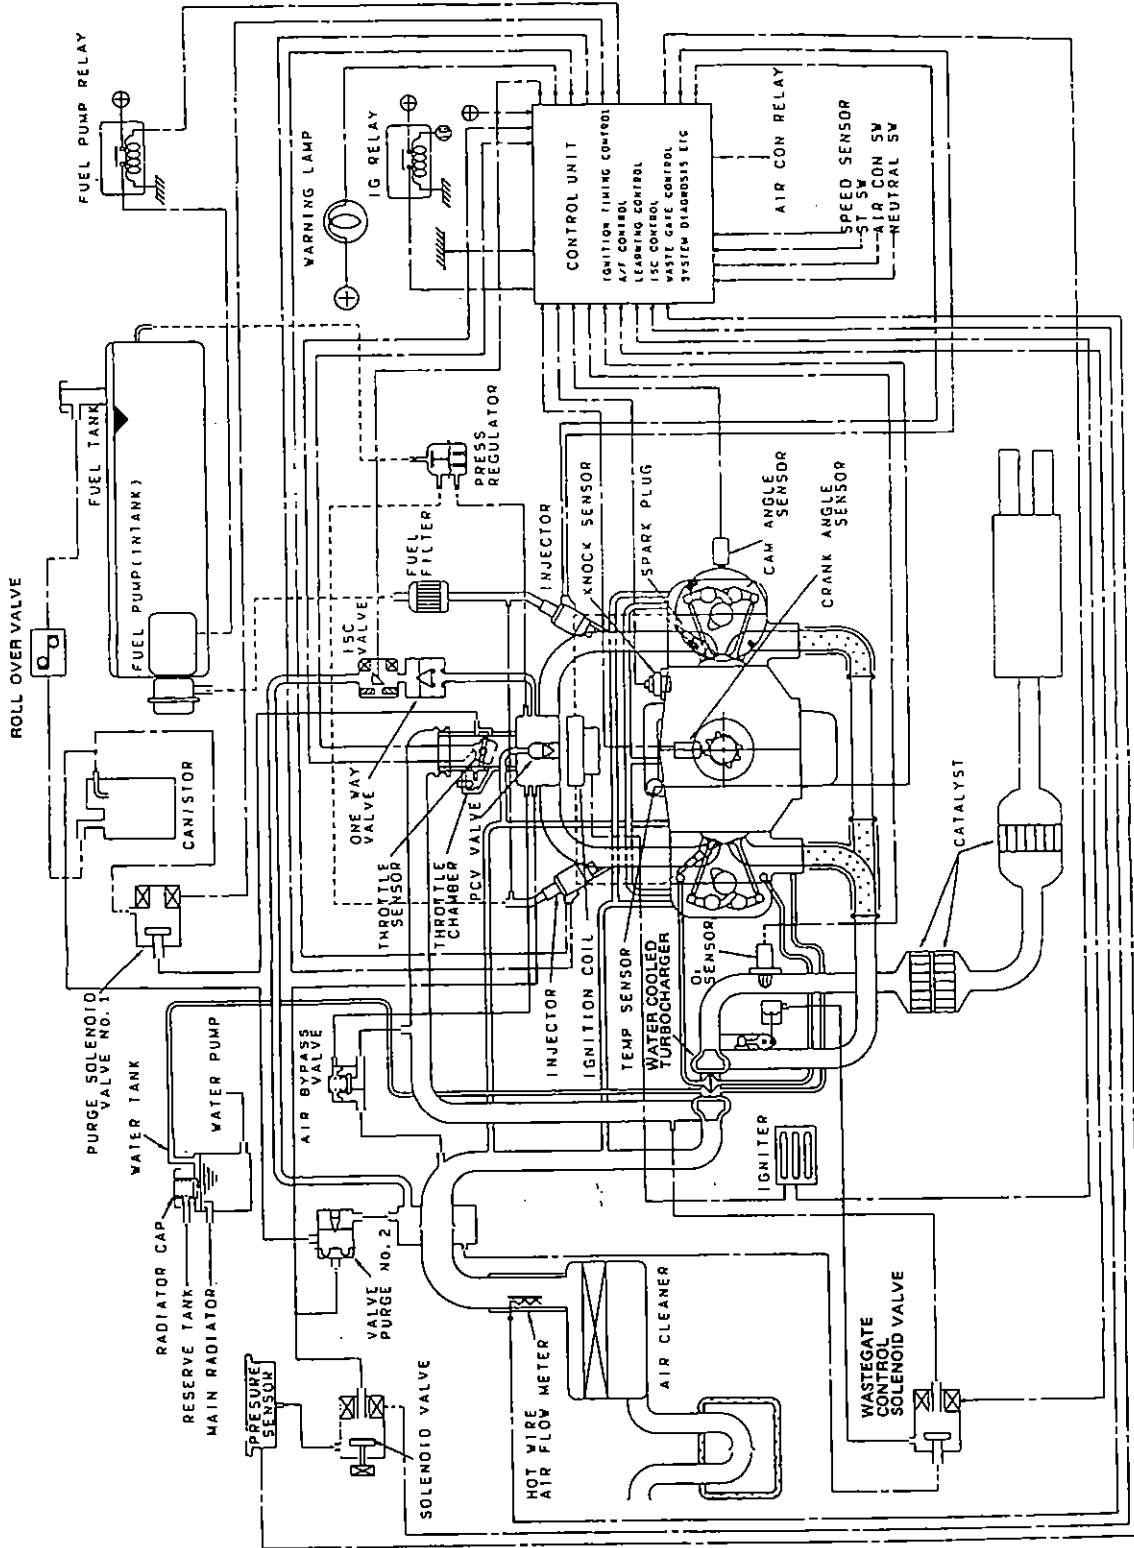 ROLL OVER VALVE
FUEL PUMP RELAY
FUEL TANK
FUEL PUMP(INTANK)
WARNING LAMP
IG RELAY
CANISTOR
PURGE SOLENOID
VALVE NO. 1
WATER TANK
WATER PUMP
RADIATOR CAP
RESERVE TANK
MAIN RADIATOR
PRESURE
SENSOR
SOLENOID VALVE
VALVE
PURGE NO. 2
AIR BYPASS
VALVE
ISC
VALVE
ONE WAY
VALVE
THROTTLE
SENSOR
THROTTLE
CHAMBER
PCV VALVE
FUEL
FILTER
PRESS
REGULATOR
INJECTOR
KNOCK SENSOR
SPARK PLUG
CAM ANGLE
SENSOR
CRANK ANGLE
SENSOR
INJECTOR
IGNITION COIL
TEMP SENSOR
WATER COOLED
TURBOCHARGER
O₂
SENSOR
IGNITER
CATALYST
HOT WIRE
AIR FLOW METER
AIR CLEANER
WASTEGATE
CONTROL
SOLENOID VALVE
CONTROL UNIT
IGNITION TIMING CONTROL
A/F CONTROL
LEARNING CONTROL
ISC CONTROL
WASTE GATE CONTROL
SYSTEM DIAGNOSIS ETC
AIR CON RELAY
SPEED SENSOR
ST SW
AIR CON SW
NEUTRAL SW